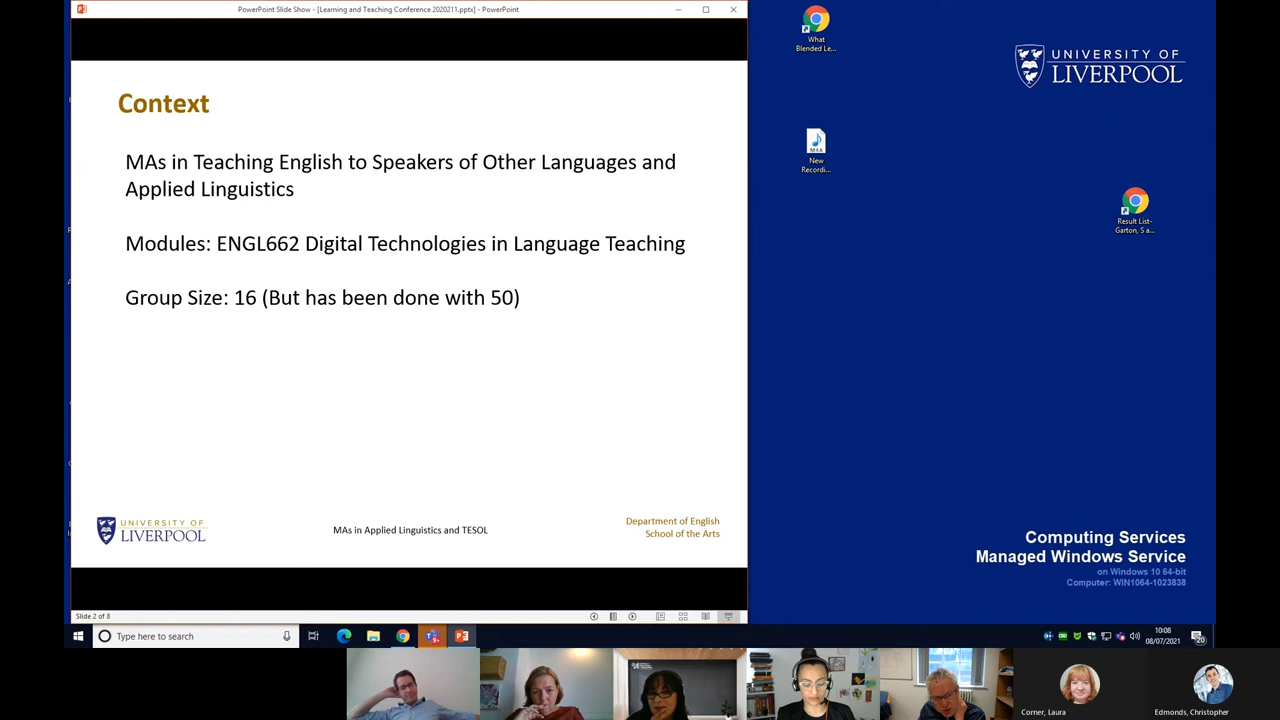 PowerPoint Slide Show - [Learning and Teaching Conference 2020211.pptx] - PowerPoint
Context
MAs in Teaching English to Speakers of Other Languages and
Applied Linguistics
Modules: ENGL662 Digital Technologies in Language Teaching
Group Size: 16 (But has been done with 50)
UNIVERSITY OF
LIVERPOOL
MAs in Applied Linguistics and TESOL
Department of English
School of the Arts
Slide 2 of 8
What
Blended Le...
UNIVERSITY OF
LIVERPOOL
M4A
New
Recordi...
Result List-
Garton, S a...
Computing Services
Managed Windows Service
on Windows 10 64-bit
Computer: WIN1064-1023838
Type here to search
9+
10:08
08/07/2021
20
Corner, Laura
Edmonds, Christopher